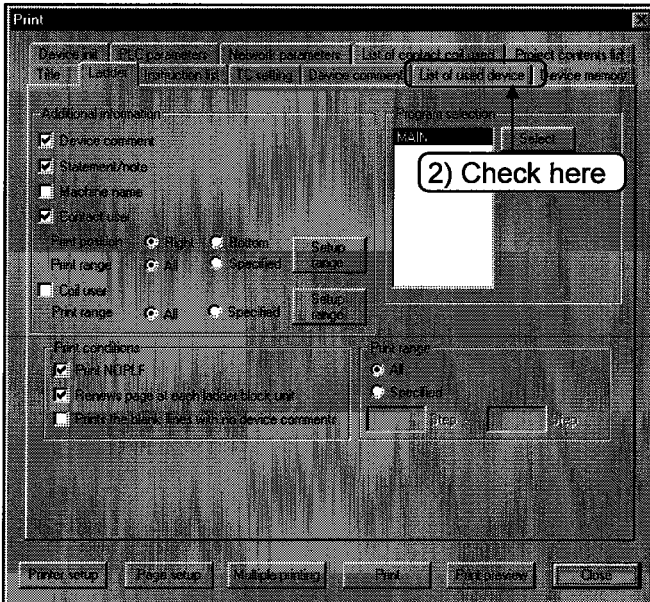 Print
Device init PLC parameters Network parameters List of contact coil used Project contents list
Title Ladder Instruction list TC setting Device comment List of used device Device memory
Additional information
Device comment
Statement/note
Machine name
Contact user
Print position Right Bottom
Print range All Specified
Setup range
Coil user
Print range All Specified
Setup range
Program selection
MAIN
Select
2) Check here
Print conditions
Print NOPLF
Renews page at each ladder block unit
Prints the blank lines with no device comments
Print range
All
Specified
Step Step
Printer setup Page setup Multiple printing Print Print preview Close